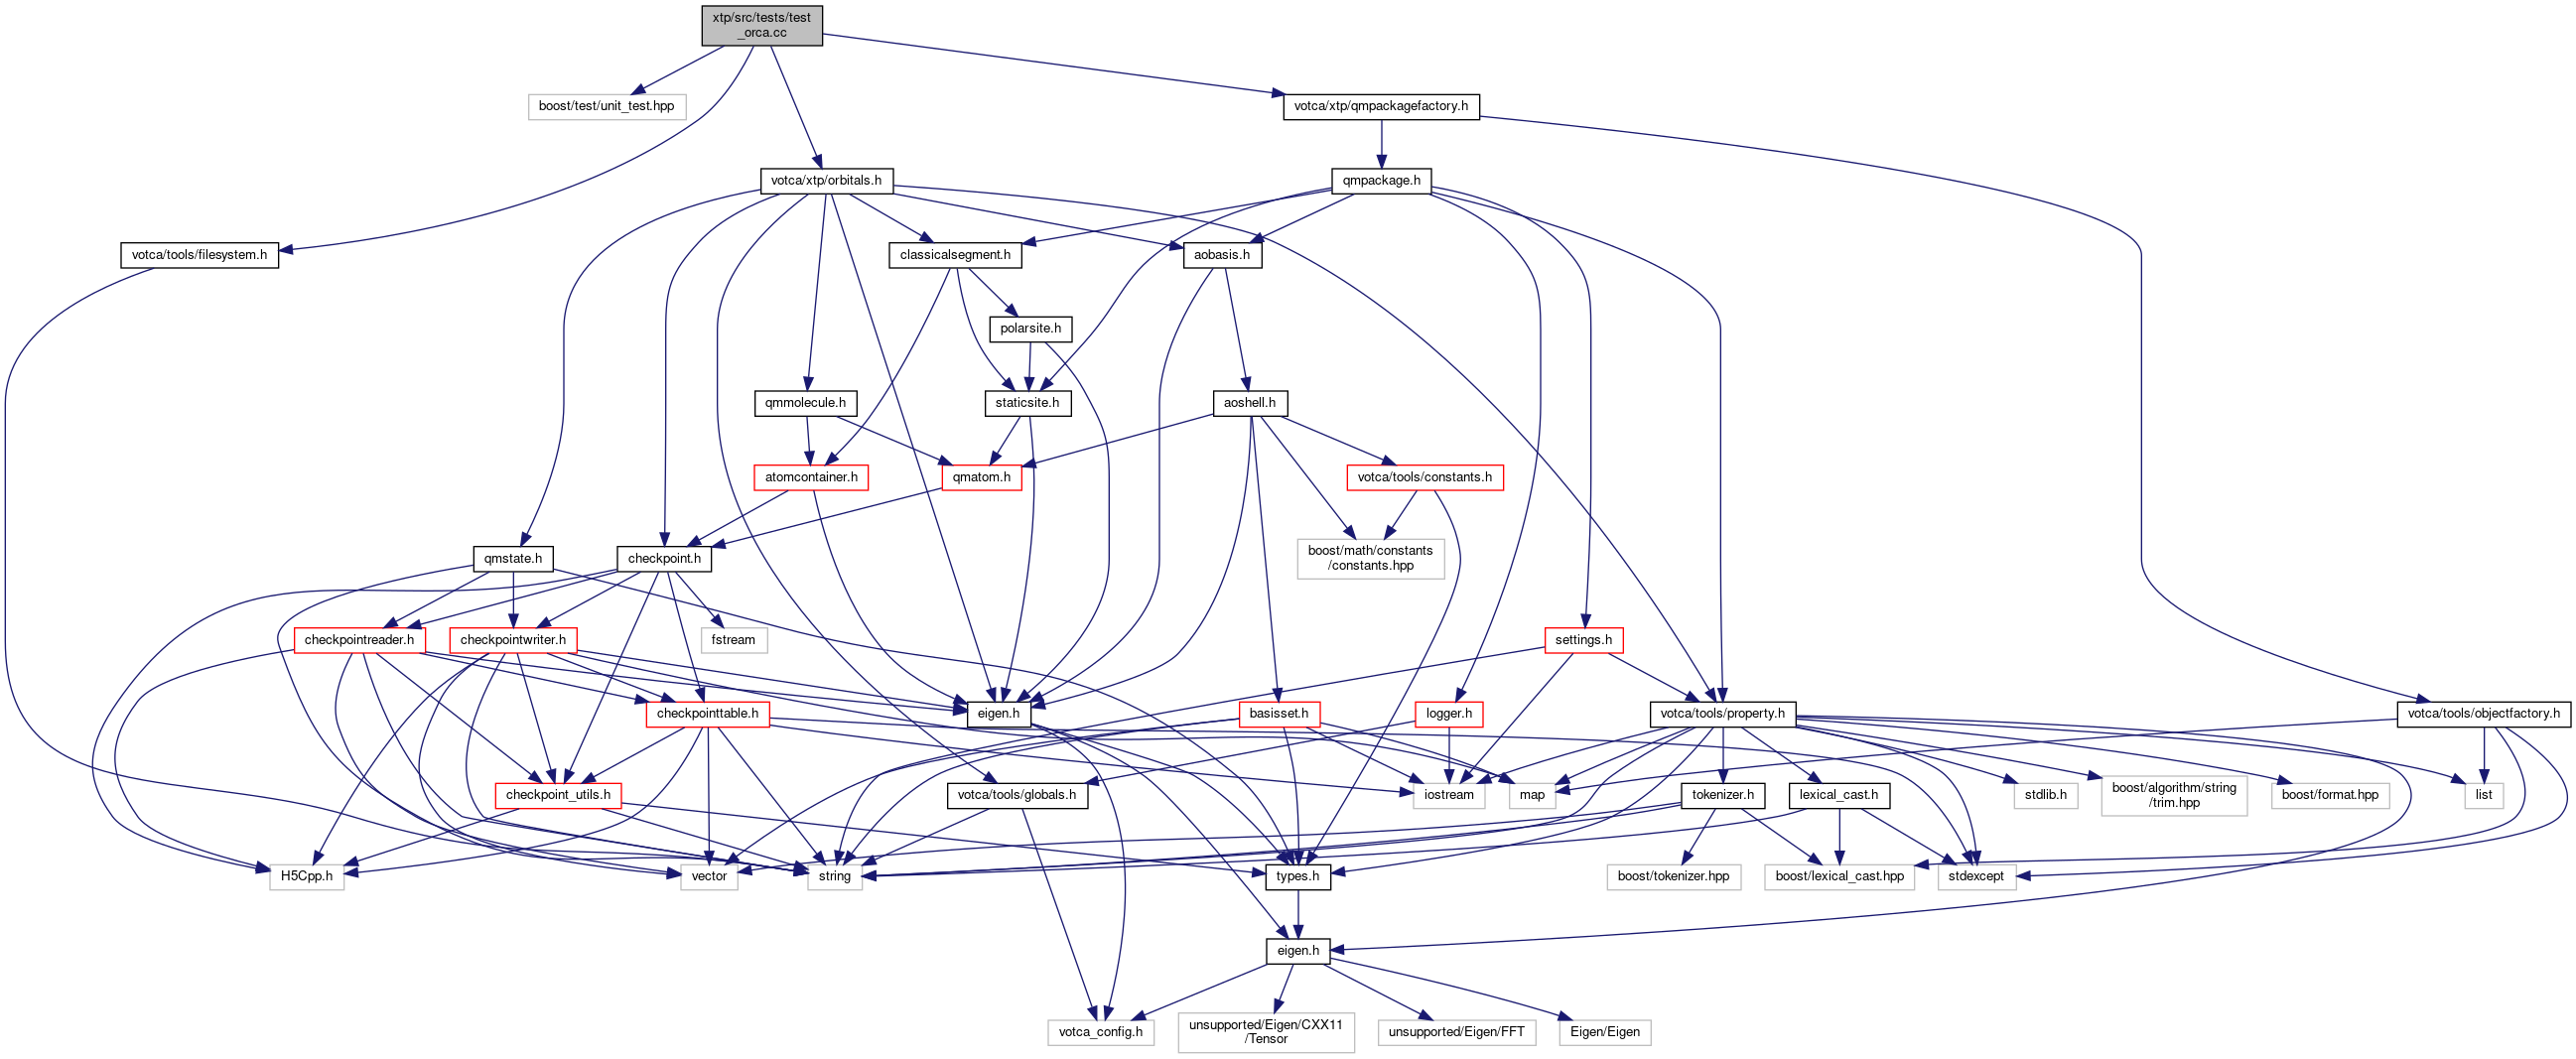 xtp/src/tests/test
_orca.cc
boost/test/unit_test.hpp
votca/xtp/qmpackagefactory.h
votca/xtp/orbitals.h
qmpackage.h
votca/tools/filesystem.h
classicalsegment.h
aobasis.h
polarsite.h
qmmolecule.h
staticsite.h
aoshell.h
atomcontainer.h
qmatom.h
votca/tools/constants.h
qmstate.h
checkpoint.h
boost/math/constants
/constants.hpp
checkpointreader.h
checkpointwriter.h
fstream
settings.h
checkpointtable.h
eigen.h
basisset.h
logger.h
votca/tools/property.h
votca/tools/objectfactory.h
checkpoint_utils.h
votca/tools/globals.h
iostream
map
tokenizer.h
lexical_cast.h
stdlib.h
boost/algorithm/string
/trim.hpp
boost/format.hpp
list
H5Cpp.h
vector
string
types.h
boost/tokenizer.hpp
boost/lexical_cast.hpp
stdexcept
eigen.h
votca_config.h
unsupported/Eigen/CXX11
/Tensor
unsupported/Eigen/FFT
Eigen/Eigen